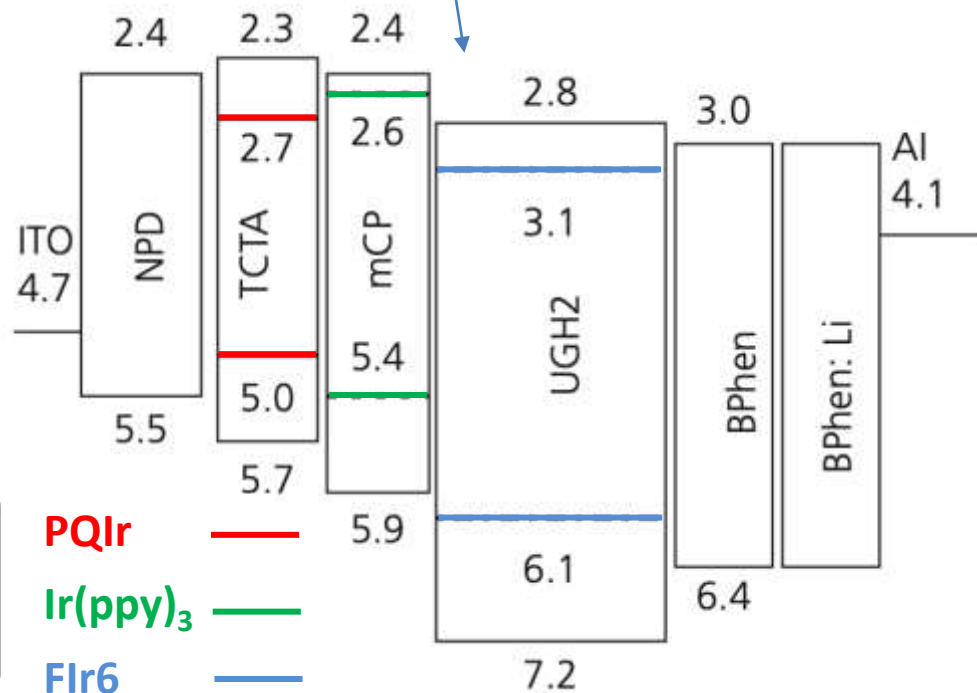 2.4
2.3
2.4
2.8
3.0
2.7
2.6
3.1
Al
4.1
ITO
4.7
NPD
TCTA
mCP
UGH2
BPhen
BPhen: Li
5.5
5.0
5.4
5.7
5.9
6.1
6.4
7.2
PQIr
Ir(ppy)₃
FIr6